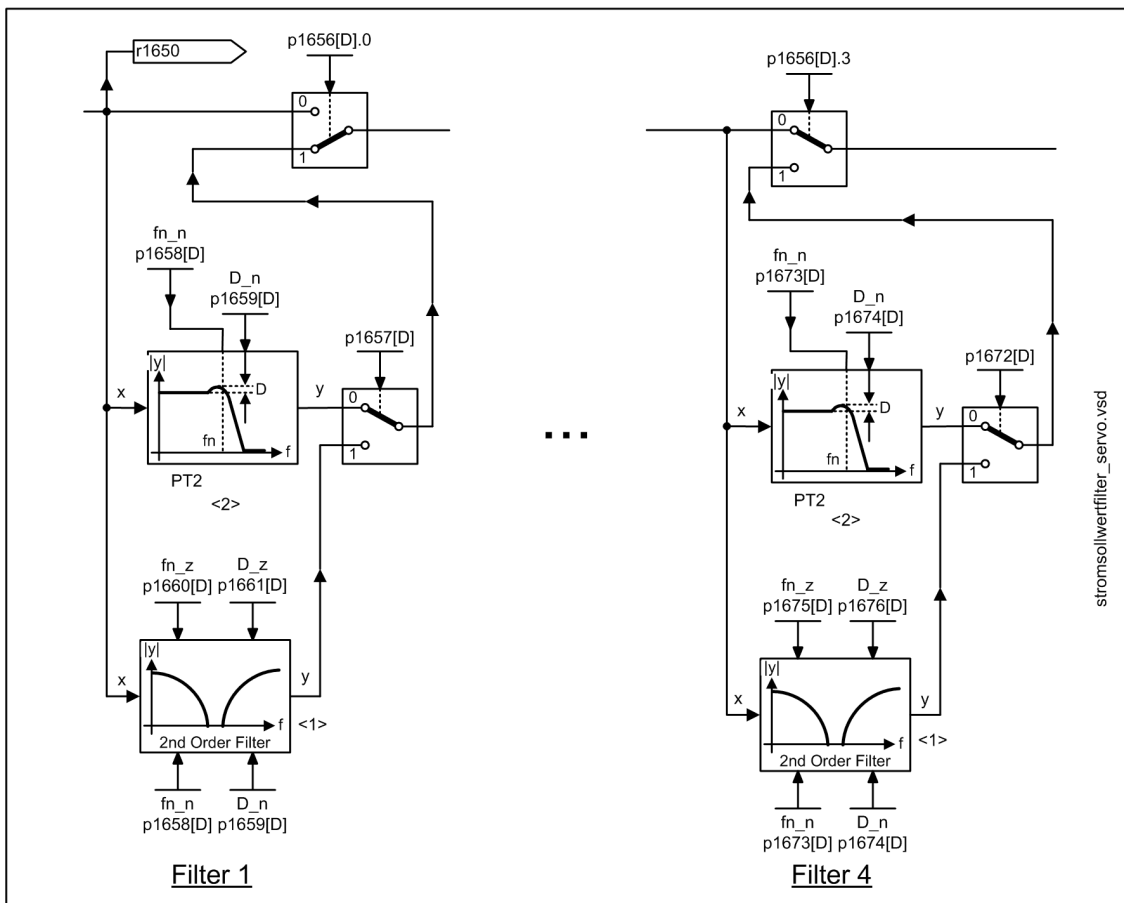 r1650
p1656[D].0
0
1
fn_n
p1658[D]
D_n
p1659[D]
p1657[D]
|y|
D
x
y
0
fn
f
1
PT2
<2>
fn_z
p1660[D]
D_z
p1661[D]
|y|
x
y
f
<1>
2nd Order Filter
fn_n
p1658[D]
D_n
p1659[D]
Filter 1
...
p1656[D].3
0
1
fn_n
p1673[D]
D_n
p1674[D]
p1672[D]
|y|
D
x
y
0
fn
f
1
PT2
<2>
fn_z
p1675[D]
D_z
p1676[D]
|y|
x
y
f
<1>
2nd Order Filter
fn_n
p1673[D]
D_n
p1674[D]
Filter 4
stromsollwertfilter_servo.vsd